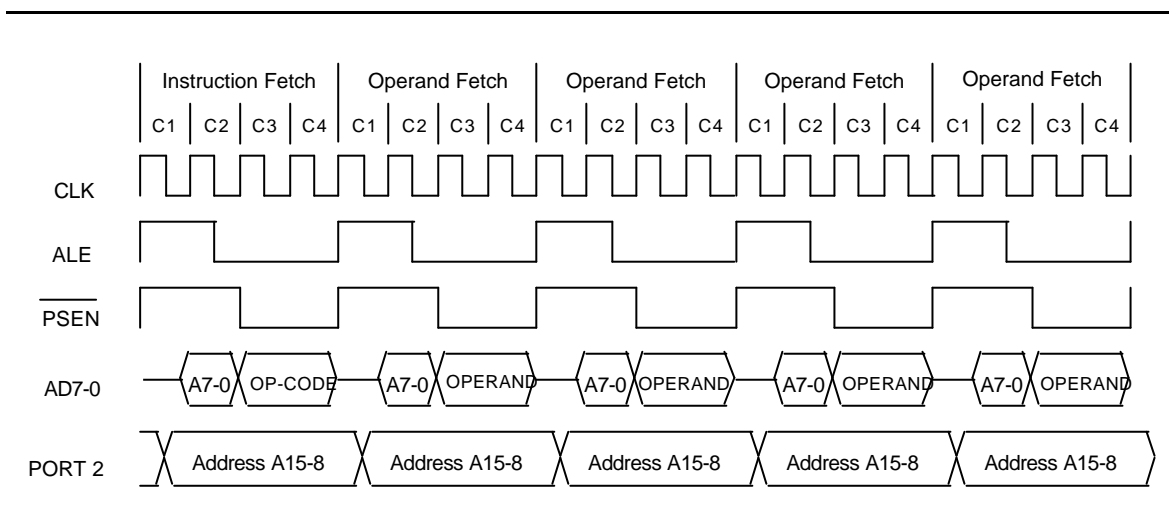 Instruction Fetch Operand Fetch Operand Fetch Operand Fetch Operand Fetch
C1 C2 C3 C4 C1 C2 C3 C4 C1 C2 C3 C4 C1 C2 C3 C4 C1 C2 C3 C4
CLK
ALE
PSEN
AD7-0 A7-0 OP-CODE A7-0 OPERAND A7-0 OPERAND A7-0 OPERAND A7-0 OPERAND
PORT 2 Address A15-8 Address A15-8 Address A15-8 Address A15-8 Address A15-8